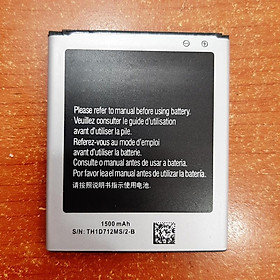 Please refer to manual before using battery.
Veuillez consulter le guide d'utilisation
avant d'utiliser la pile.
Referez-vous au mode d'emploi
avant d'utiliser la batterie.
Consulte o manual antes de usar a bateria.
Por favor lea el manual antes de utilizar la batería.
请按照说明书指示使用电池.
1500 mAh
S/N: TH1D712MS/2-B